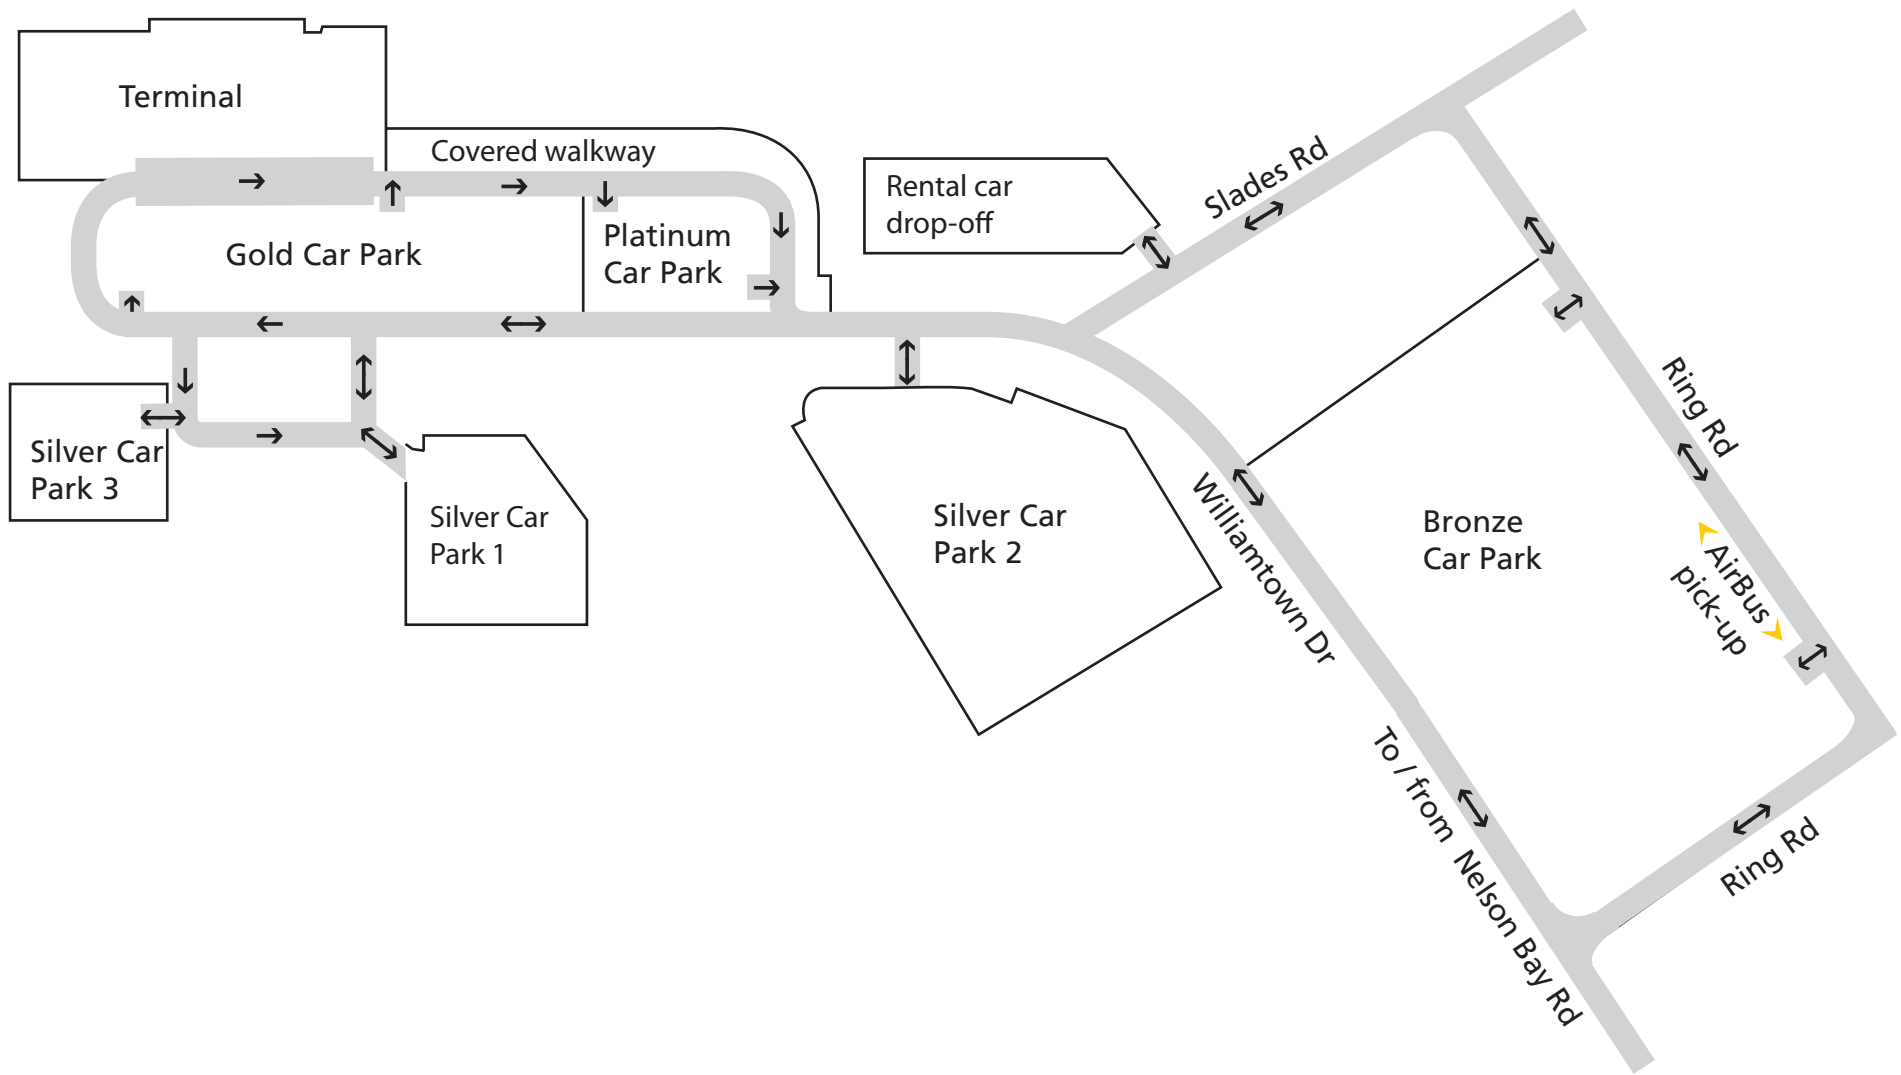 Terminal
Covered walkway
Gold Car Park
Platinum
Car Park
Rental car
drop-off
Slades Rd
Ring Rd
Silver Car
Park 3
Silver Car
Park 1
Silver Car
Park 2
Williamtown Dr
Bronze
Car Park
AirBus
pick-up
To / from Nelson Bay Rd
Ring Rd